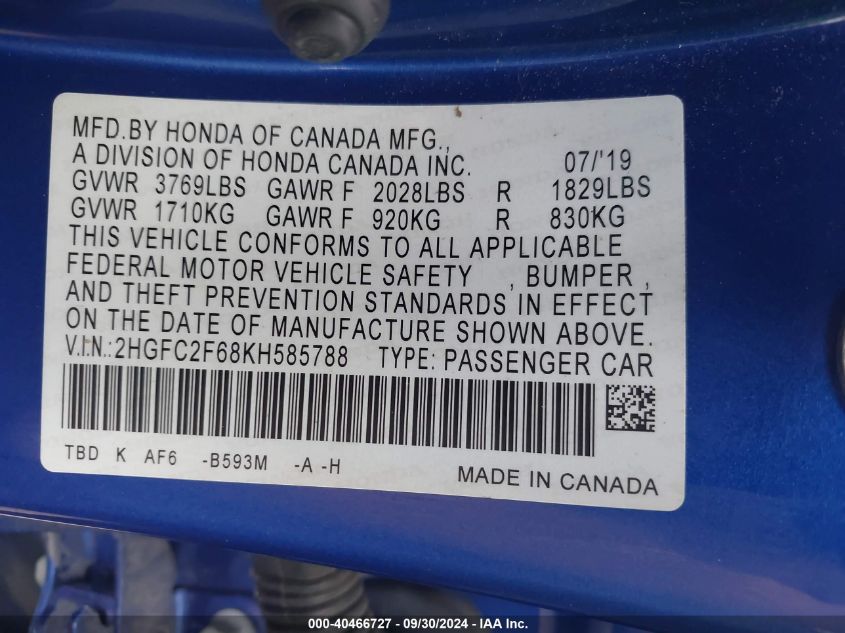 MFD.BY HONDA OF CANADA MFG.,
A DIVISION OF HONDA CANADA INC. 07/'19
GVWR 3769LBS GAWR F 2028LBS R 1829LBS
GVWR 1710KG GAWR F 920KG R 830KG
THIS VEHICLE CONFORMS TO ALL APPLICABLE
FEDERAL MOTOR VEHICLE SAFETY , BUMPER ,
AND THEFT PREVENTION STANDARDS IN EFFECT
ON THE DATE OF MANUFACTURE SHOWN ABOVE.
V.I.N.:2HGFC2F68KH585788 TYPE: PASSENGER CAR
TBD K AF6 -B593M -A -H
MADE IN CANADA
000-40466727 - 09/30/2024 - IAA Inc.